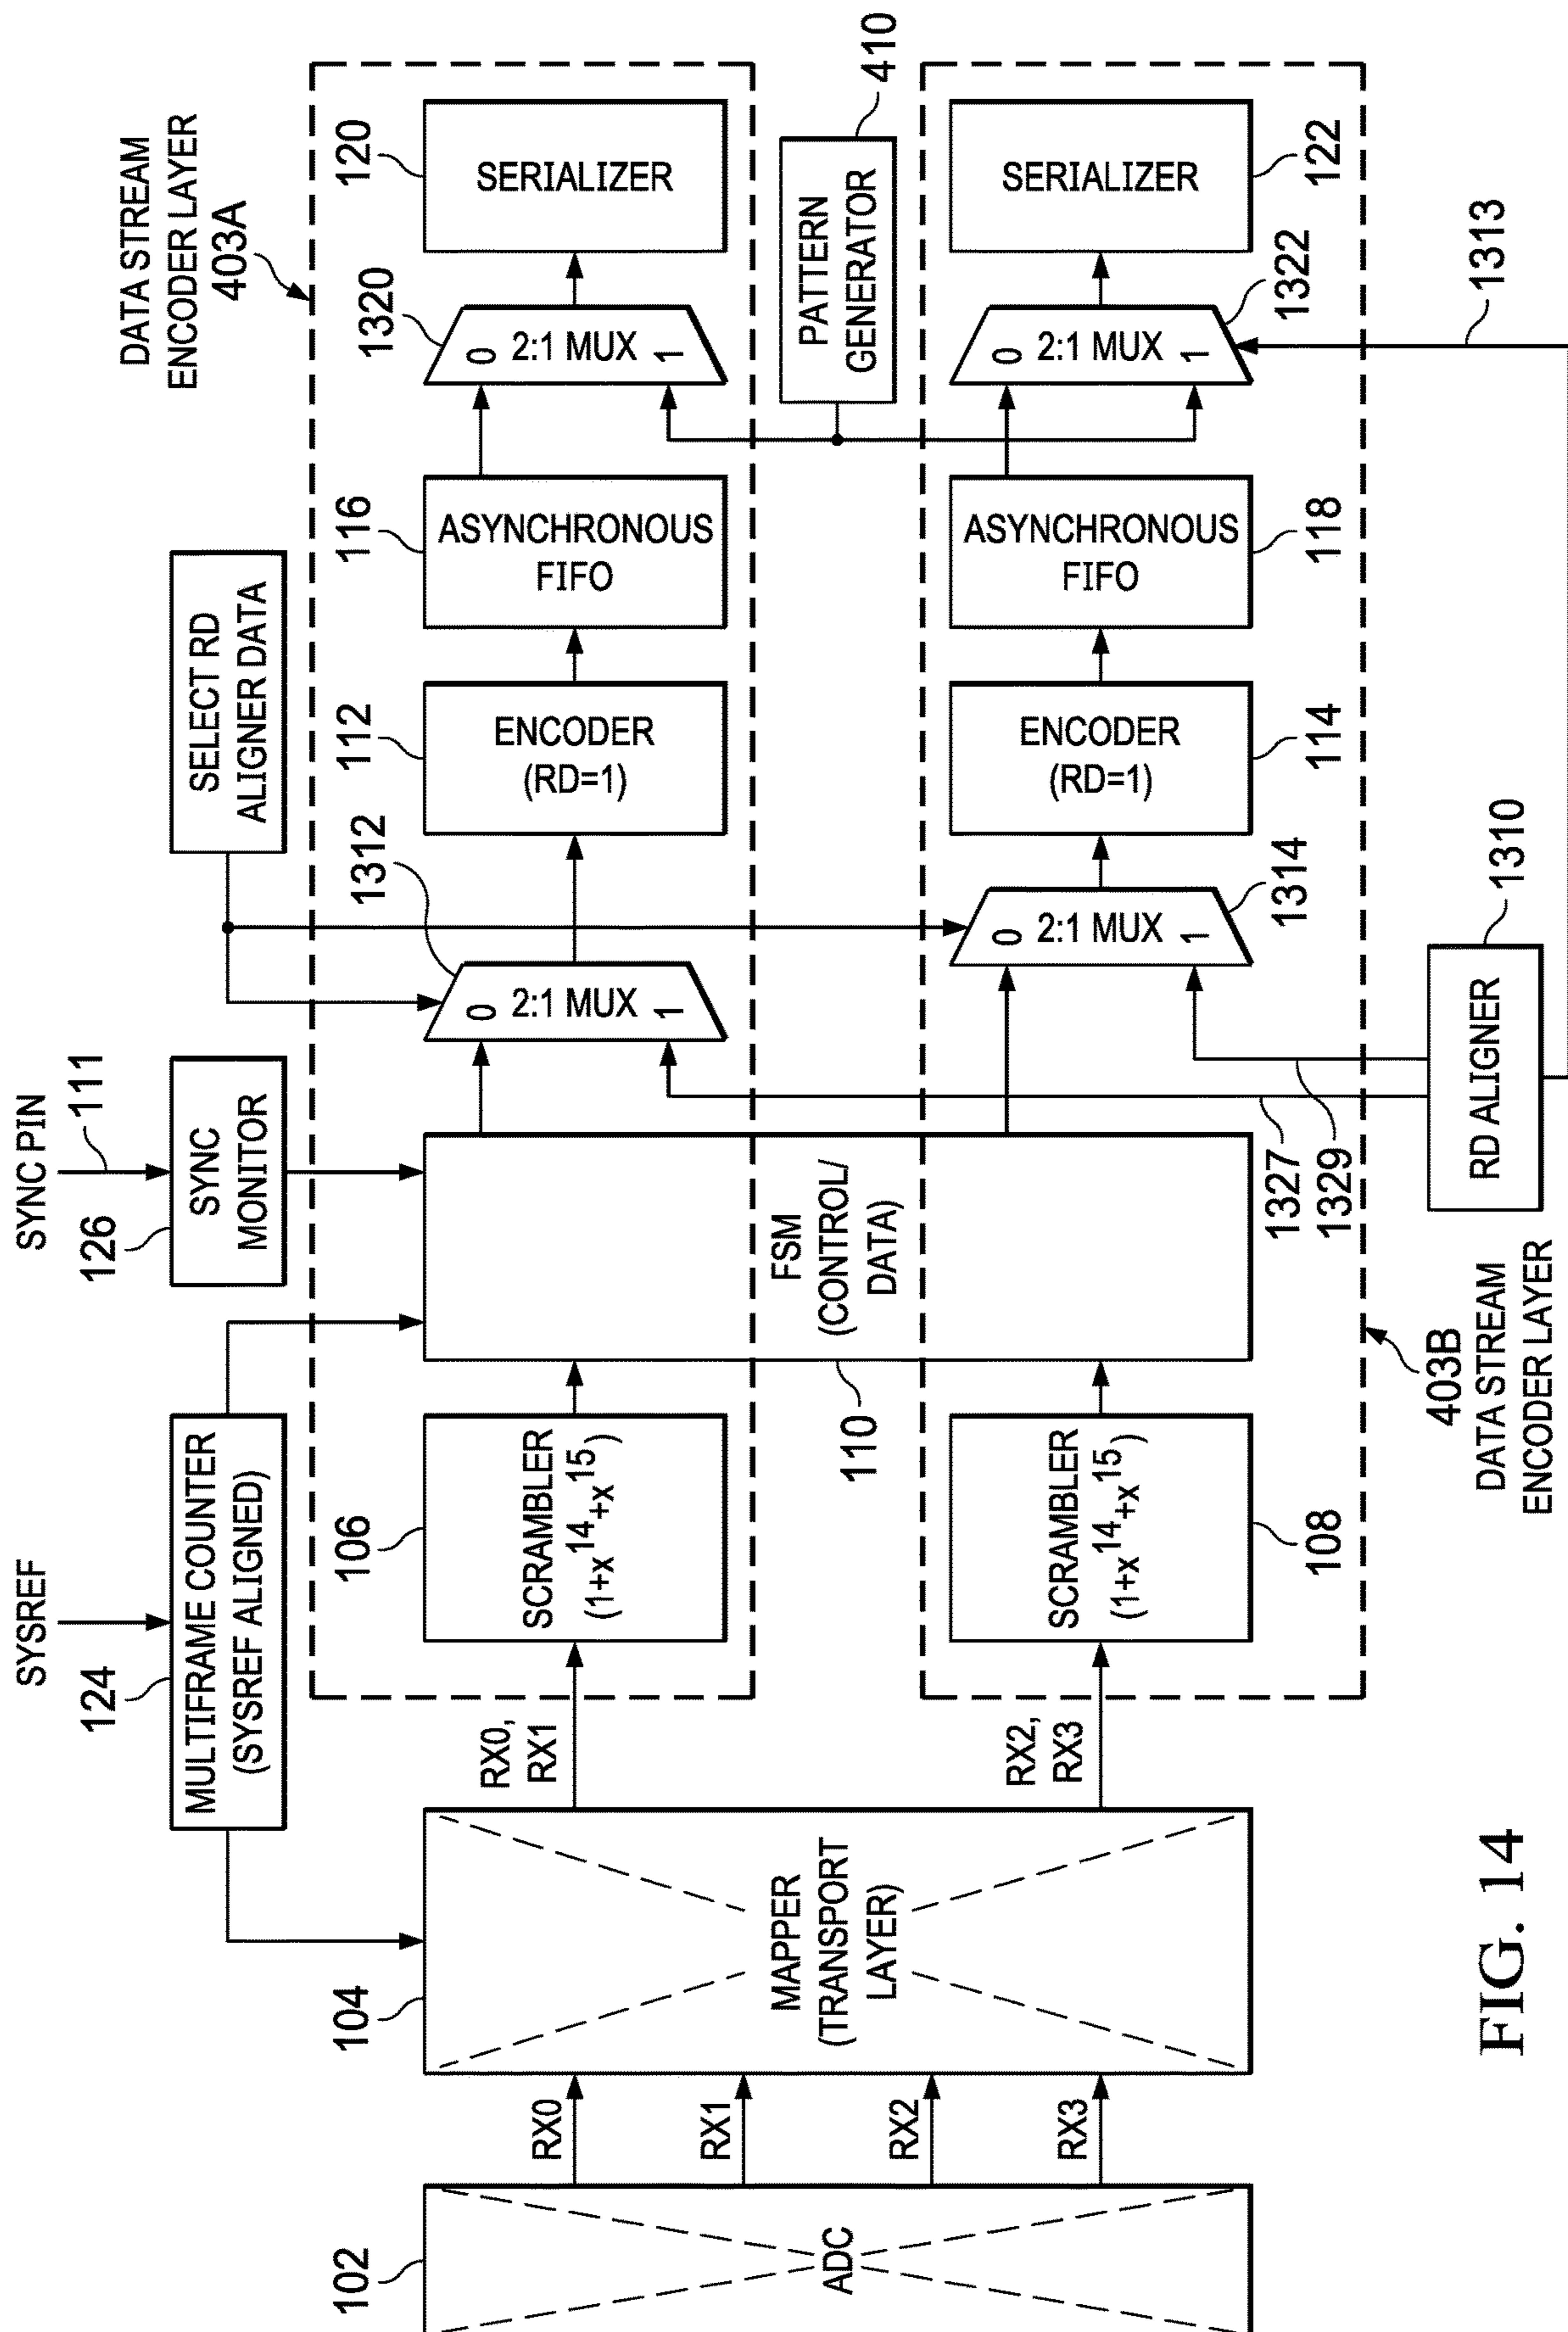 SYSREF
SYNC PIN
111
DATA STREAM
ENCODER LAYER
403A
124
MULTIFRAME COUNTER
(SYSREF ALIGNED)
126
SYNC
MONITOR
SELECT RD
ALIGNER DATA
102
ADC
RX0
RX1
RX2
RX3
104
MAPPER
(TRANSPORT
LAYER)
RX0,
RX1
RX2,
RX3
106
SCRAMBLER
(1+x^14+x^15)
108
SCRAMBLER
(1+x^14+x^15)
110
FSM
(CONTROL/
DATA)
1312
0
2:1 MUX
1
1314
0
2:1 MUX
1
112
ENCODER
(RD=1)
114
ENCODER
(RD=1)
116
ASYNCHRONOUS
FIFO
118
ASYNCHRONOUS
FIFO
1320
0
2:1 MUX
1
1322
0
2:1 MUX
1
410
PATTERN
GENERATOR
120
SERIALIZER
122
SERIALIZER
403B
DATA STREAM
ENCODER LAYER
1327
1329
1310
RD ALIGNER
1313
FIG. 14